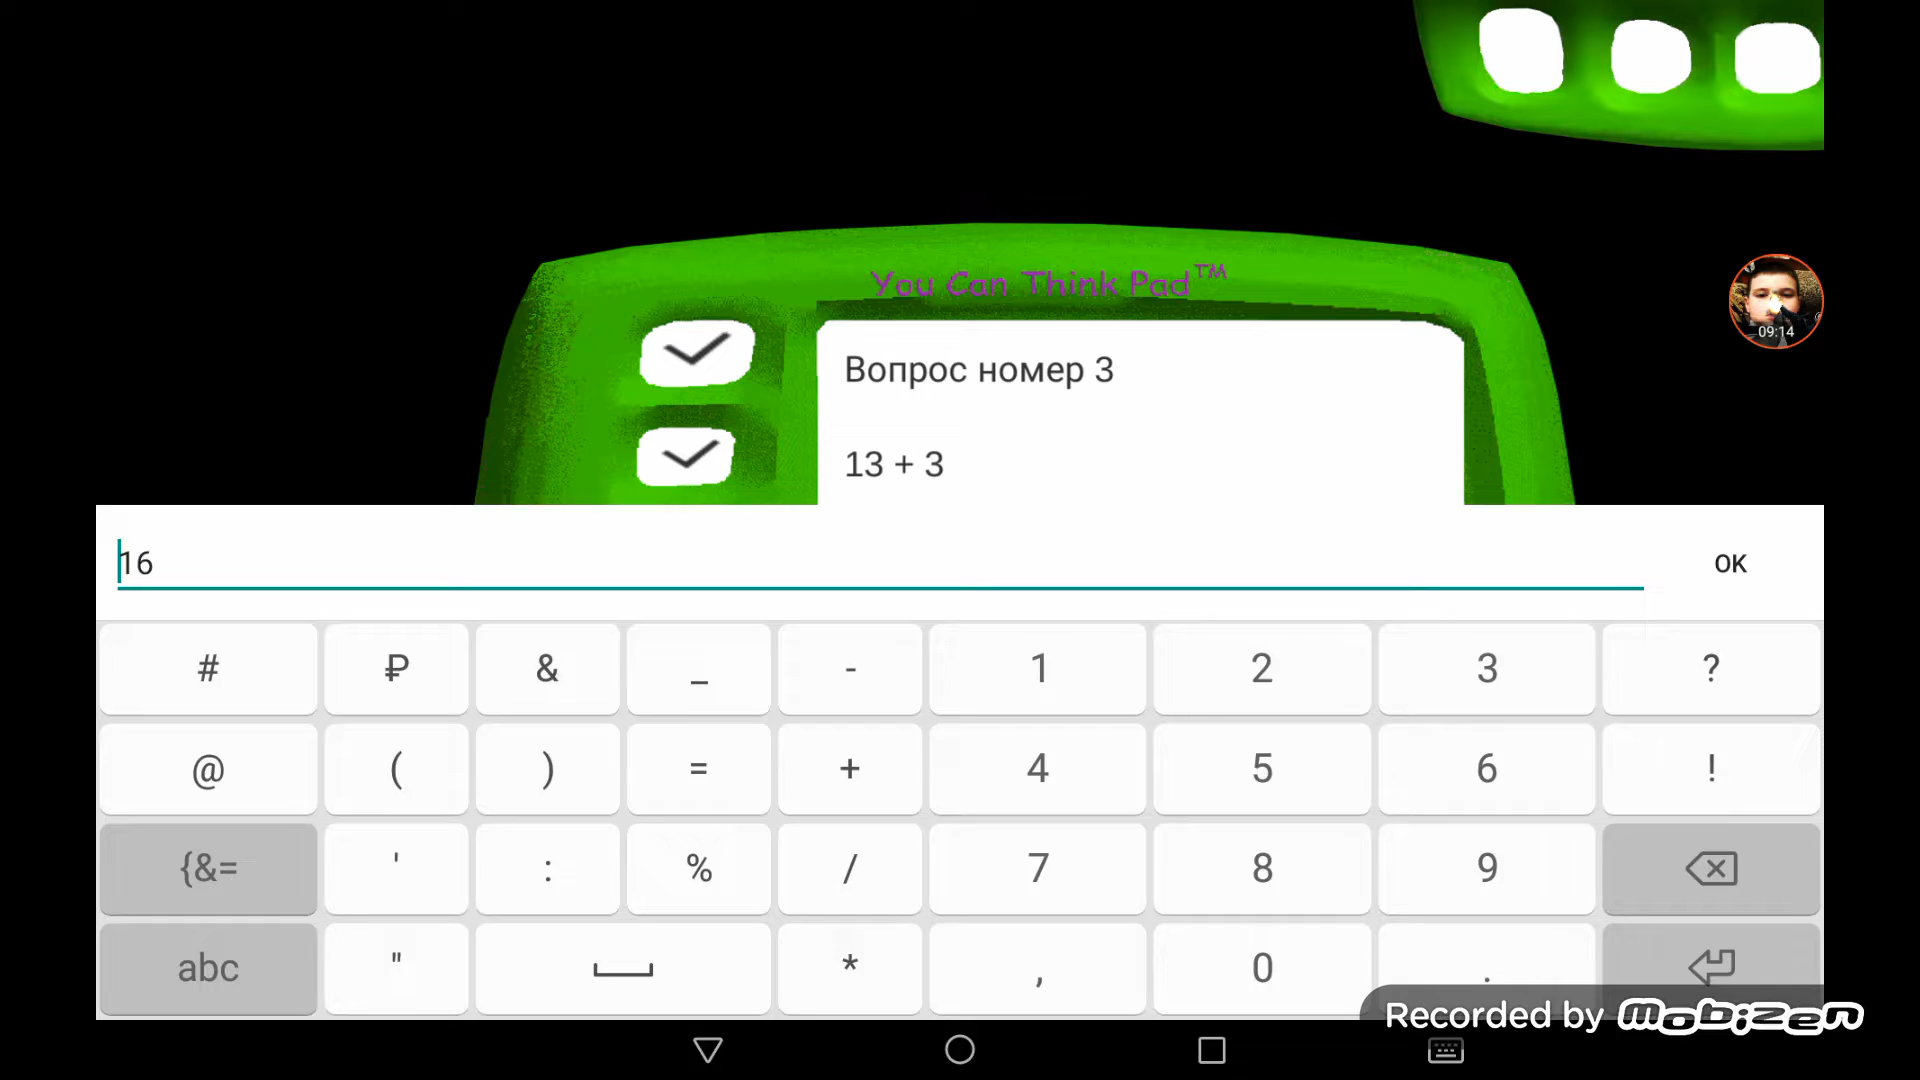 You Can Think Pad™
09:14
Вопрос номер 3
13 + 3
16
OK
# ₽ & _ - 1 2 3 ?
@ ( ) = + 4 5 6 !
{&= ' : % / 7 8 9
abc " * , 0 .
Recorded by mobizen